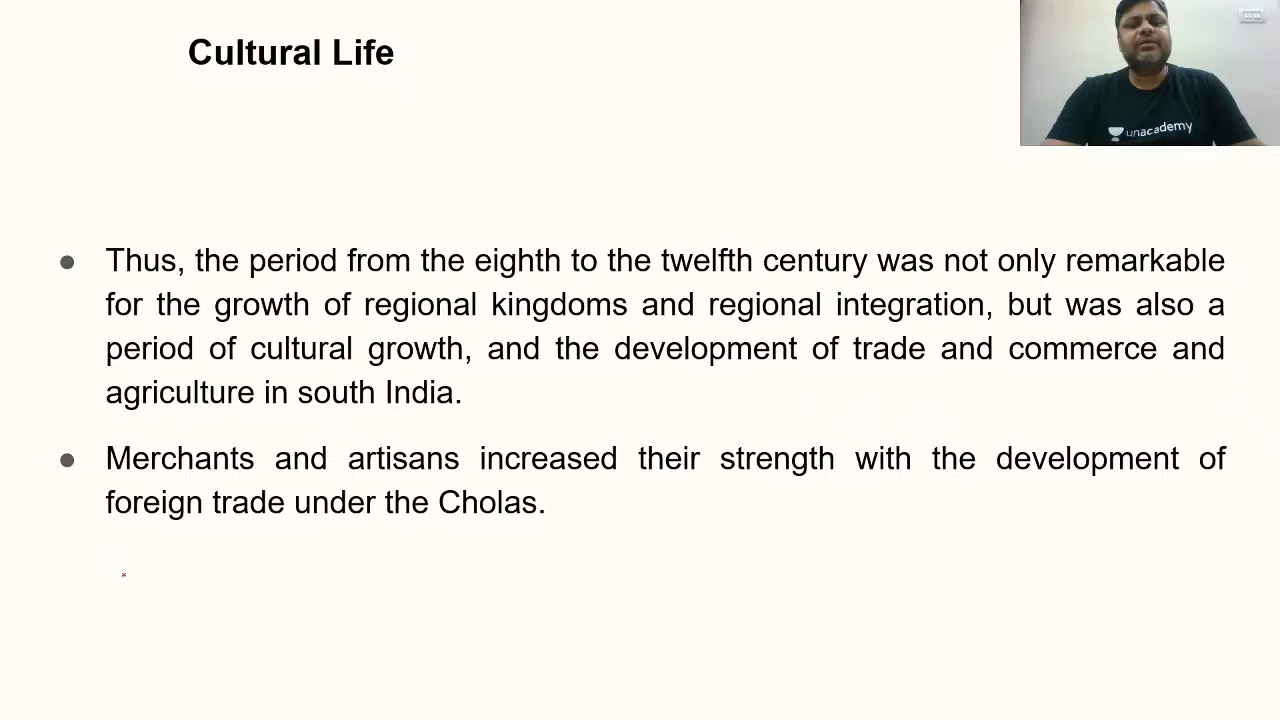 Cultural Life
unacademy
● Thus, the period from the eighth to the twelfth century was not only remarkable
for the growth of regional kingdoms and regional integration, but was also a
period of cultural growth, and the development of trade and commerce and
agriculture in south India.
● Merchants and artisans increased their strength with the development of
foreign trade under the Cholas.